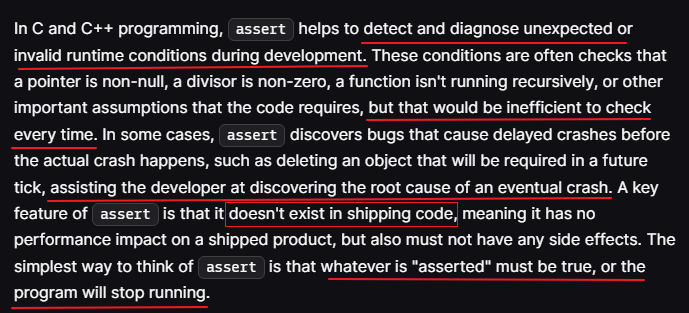 In C and C++ programming, assert helps to detect and diagnose unexpected or
invalid runtime conditions during development. These conditions are often checks that
a pointer is non-null, a divisor is non-zero, a function isn't running recursively, or other
important assumptions that the code requires, but that would be inefficient to check
every time. In some cases, assert discovers bugs that cause delayed crashes before
the actual crash happens, such as deleting an object that will be required in a future
tick, assisting the developer at discovering the root cause of an eventual crash. A key
feature of assert is that it doesn't exist in shipping code, meaning it has no
performance impact on a shipped product, but also must not have any side effects. The
simplest way to think of assert is that whatever is "asserted" must be true, or the
program will stop running.